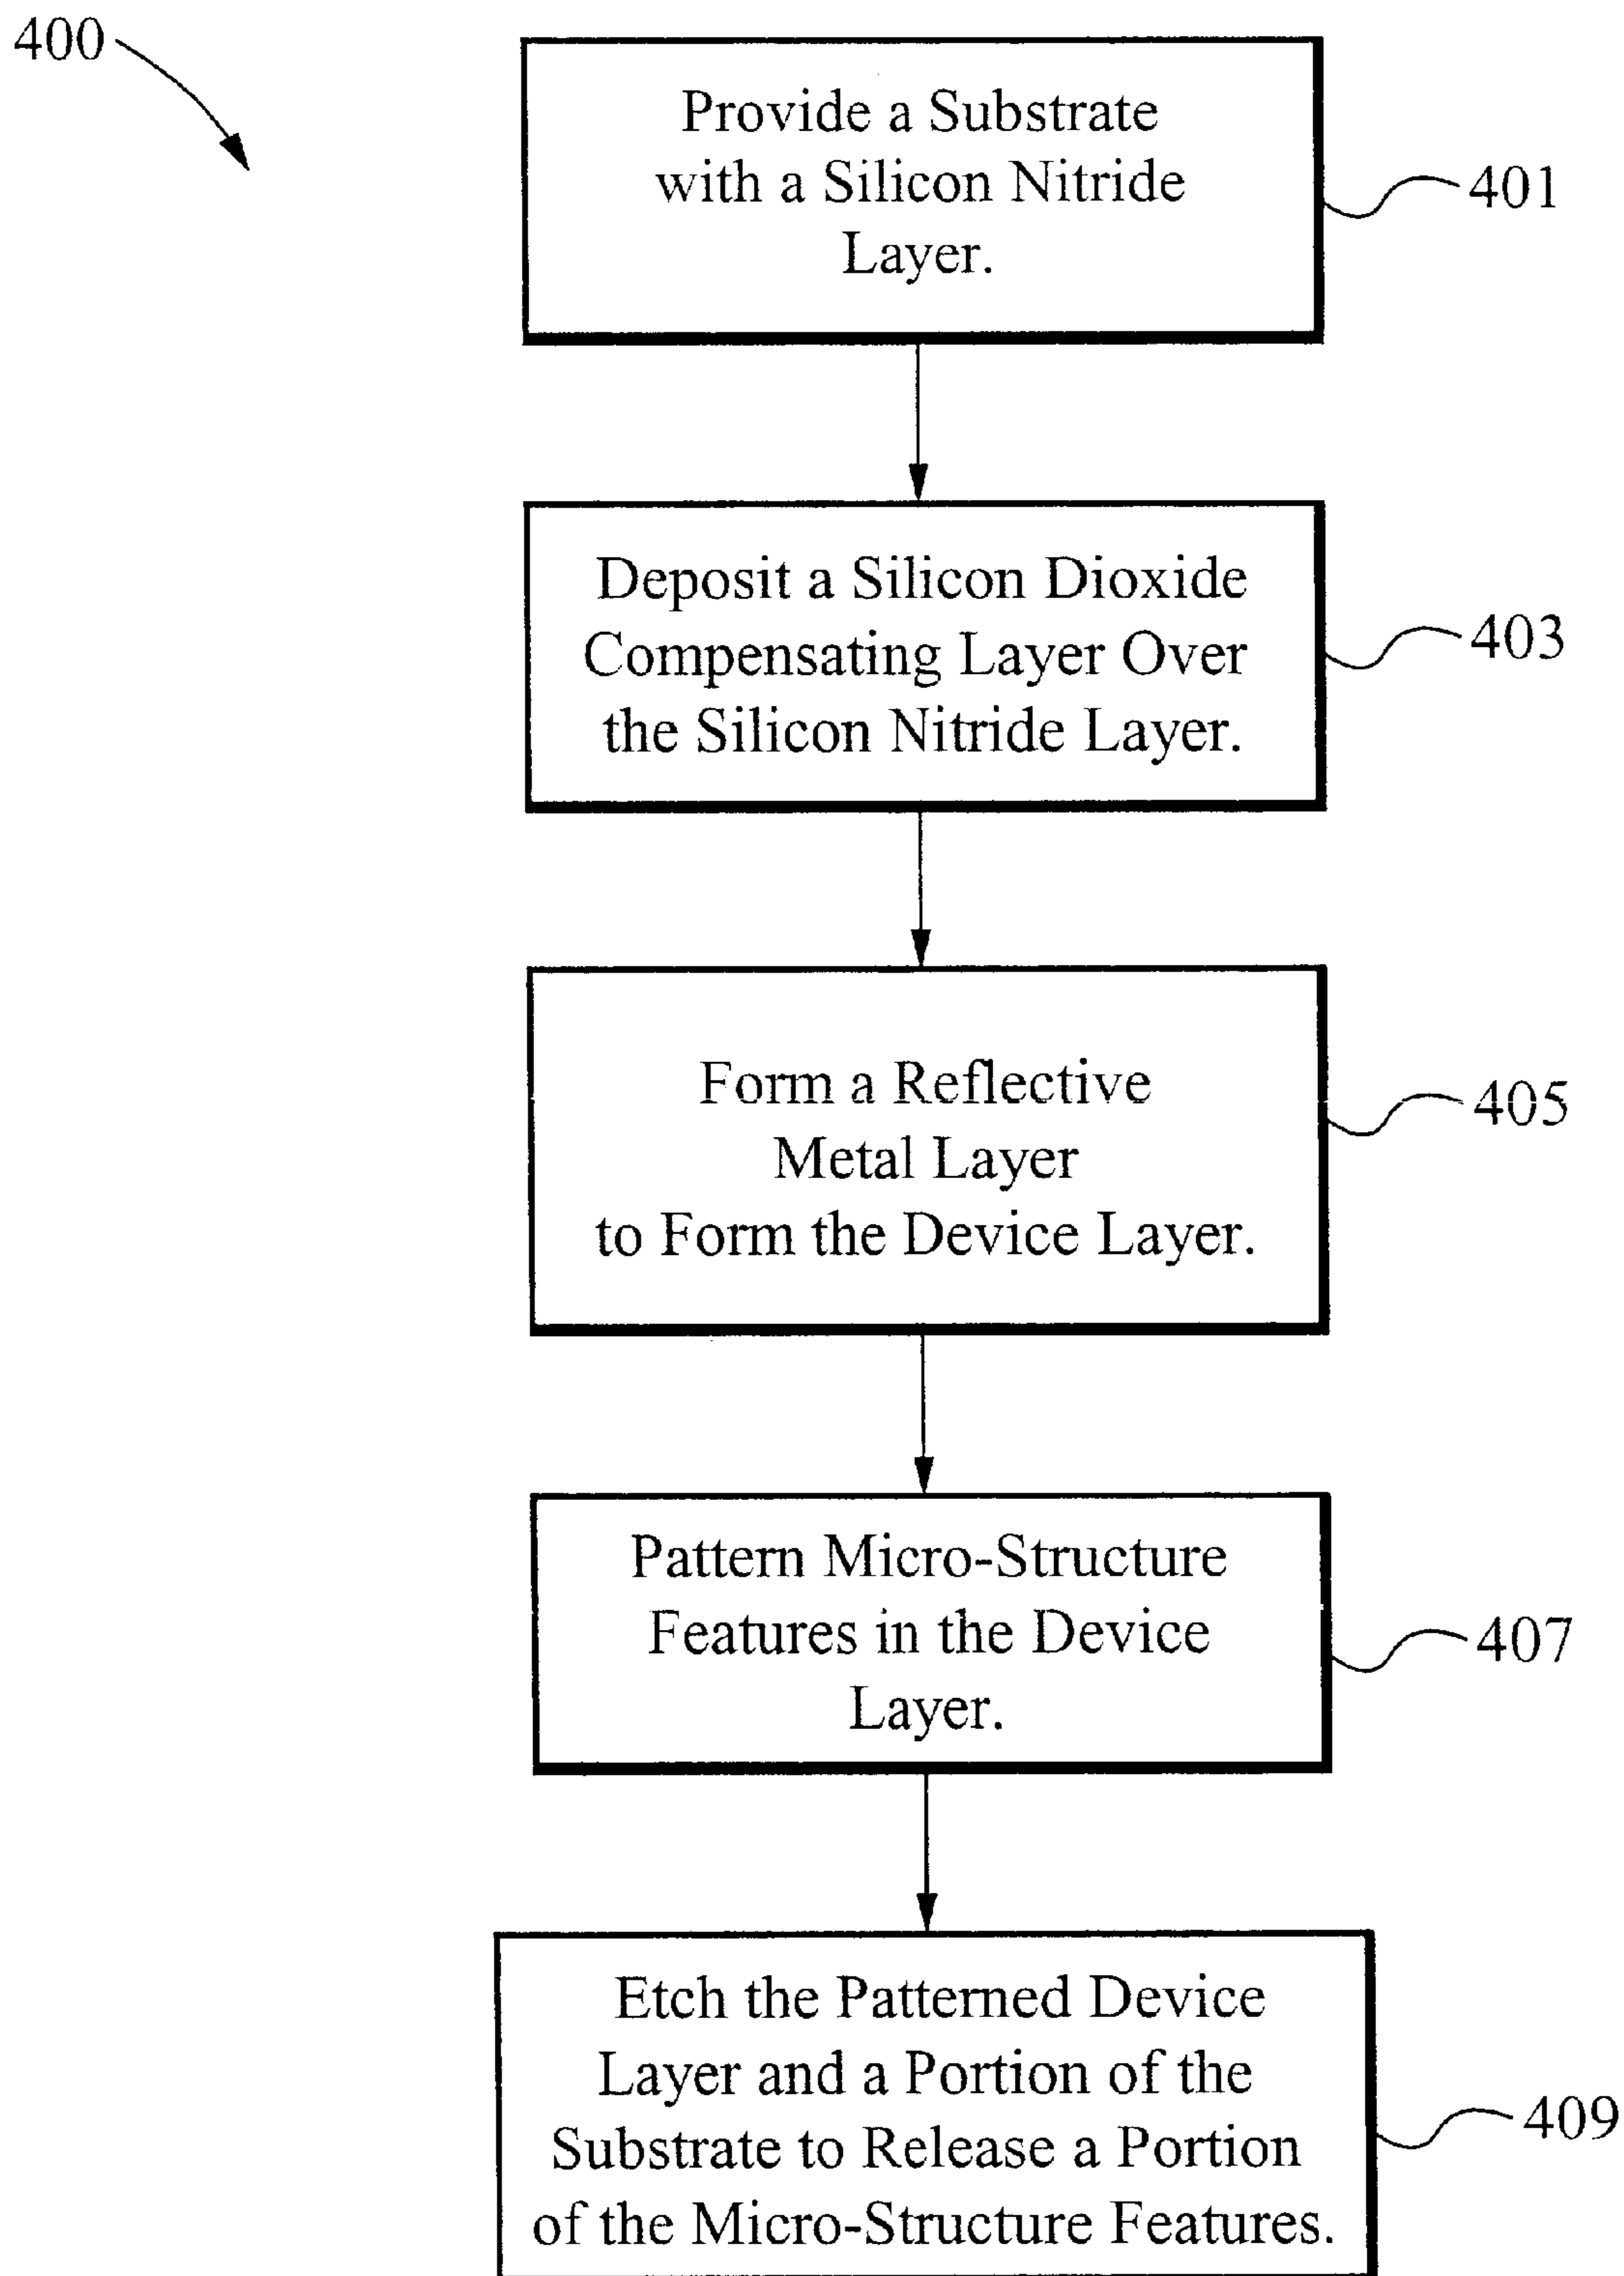 400
Provide a Substrate
with a Silicon Nitride
Layer.
401
Deposit a Silicon Dioxide
Compensating Layer Over
the Silicon Nitride Layer.
403
Form a Reflective
Metal Layer
to Form the Device Layer.
405
Pattern Micro-Structure
Features in the Device
Layer.
407
Etch the Patterned Device
Layer and a Portion of the
Substrate to Release a Portion
of the Micro-Structure Features.
409